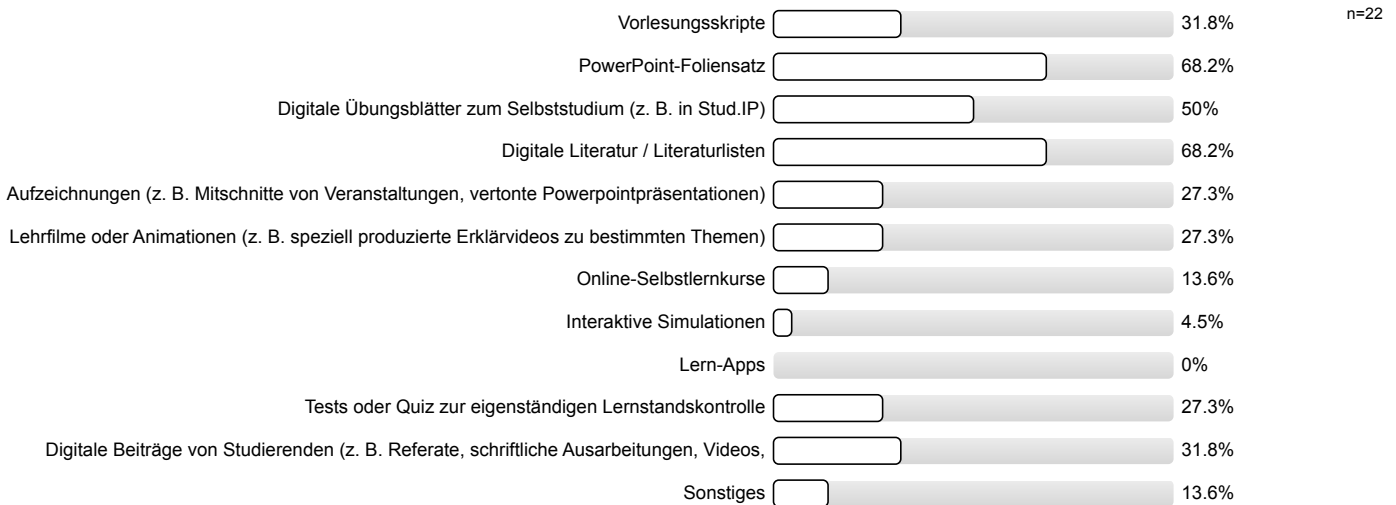 Vorlesungsskripte 31.8% n=22
PowerPoint-Foliensatz 68.2%
Digitale Übungsblätter zum Selbststudium (z. B. in Stud.IP) 50%
Digitale Literatur / Literaturlisten 68.2%
Aufzeichnungen (z. B. Mitschnitte von Veranstaltungen, vertonte Powerpointpräsentationen) 27.3%
Lehrfilme oder Animationen (z. B. speziell produzierte Erklärvideos zu bestimmten Themen) 27.3%
Online-Selbstlernkurse 13.6%
Interaktive Simulationen 4.5%
Lern-Apps 0%
Tests oder Quiz zur eigenständigen Lernstandskontrolle 27.3%
Digitale Beiträge von Studierenden (z. B. Referate, schriftliche Ausarbeitungen, Videos, 31.8%
Sonstiges 13.6%